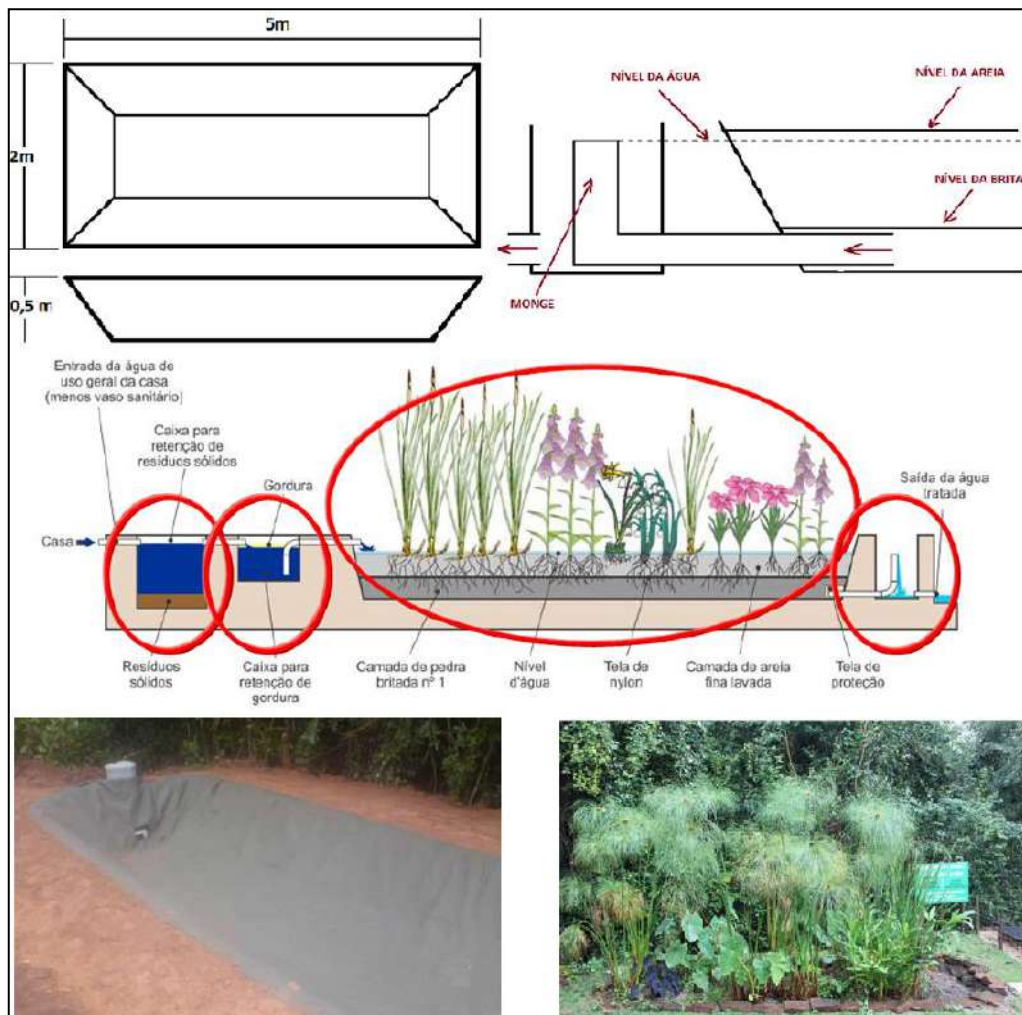 5m
2m
0,5 m
NÍVEL DA ÁGUA
NÍVEL DA AREIA
NÍVEL DA BRITA
MONGE
Entrada da água de
uso geral da casa
(menos vaso sanitário)
Caixa para
retenção de
resíduos sólidos
Gordura
Saída da água
tratada
Casa
Resíduos
sólidos
Caixa para
retenção de
gordura
Camada de pedra
britada nº 1
Nível
d'água
Tela de
nylon
Camada de areia
fina lavada
Tela de
proteção